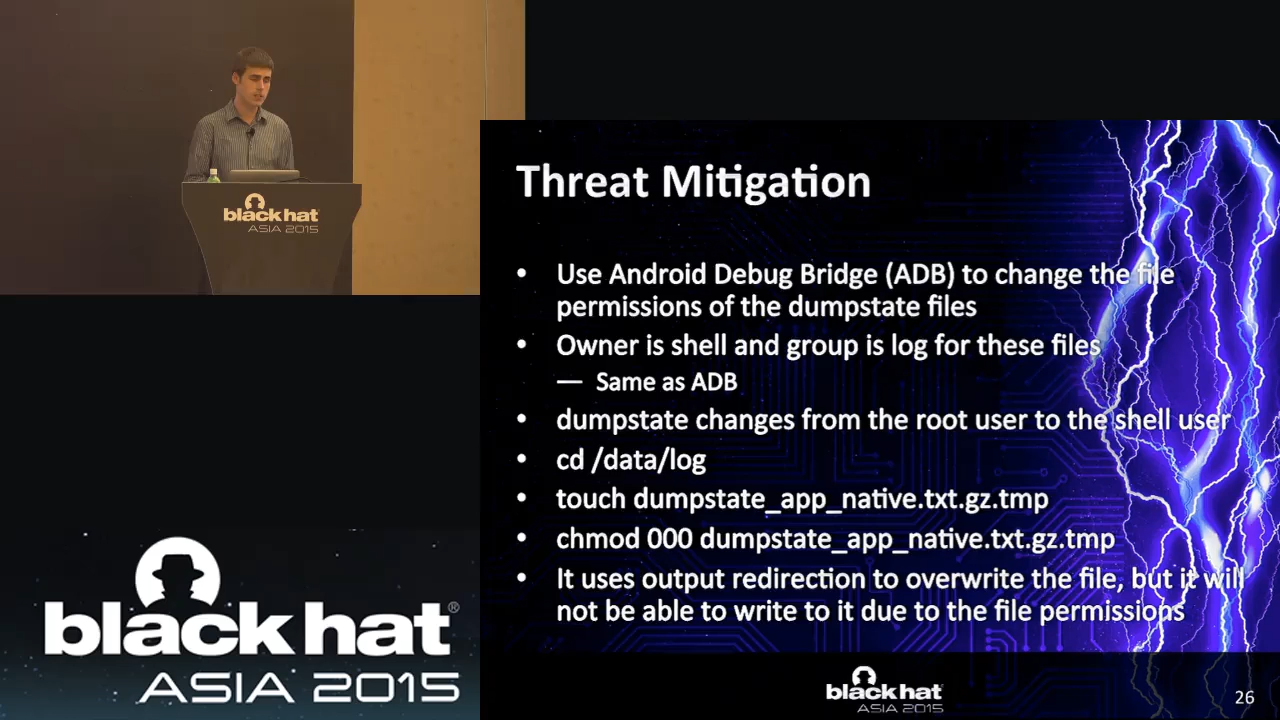 black hat
ASIA 2015
Threat Mitigation
• Use Android Debug Bridge (ADB) to change the file
permissions of the dumpstate files
• Owner is shell and group is log for these files
— Same as ADB
• dumpstate changes from the root user to the shell user
• cd /data/log
• touch dumpstate_app_native.txt.gz.tmp
• chmod 000 dumpstate_app_native.txt.gz.tmp
• It uses output redirection to overwrite the file, but it will
not be able to write to it due to the file permissions
black hat®
ASIA 2015
black hat
ASIA 2015
26